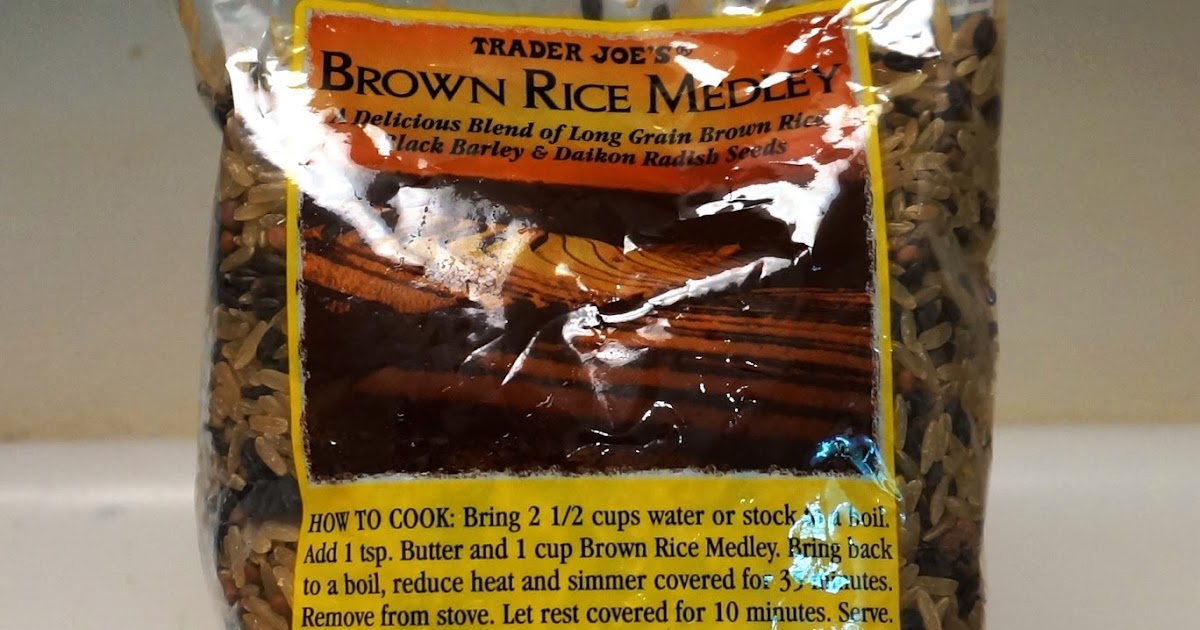 TRADER JOE'S
BROWN RICE MEDLEY
A Delicious Blend of Long Grain Brown Rice
Black Barley & Daikon Radish Seeds
HOW TO COOK: Bring 2 1/2 cups water or stock a boil.
Add 1 tsp. Butter and 1 cup Brown Rice Medley. Bring back
to a boil, reduce heat and simmer covered for minutes.
Remove from stove. Let rest covered for 10 minutes. Serve.